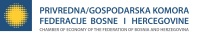 PRIVREDNA/GOSPODARSKA KOMORA
FEDERACIJE BOSNE I HERCEGOVINE
CHAMBER OF ECONOMY OF THE FEDERATION OF BOSNIA AND HERZEGOVINA